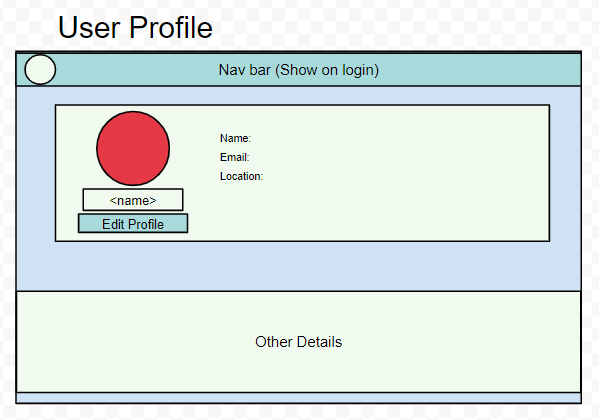 User Profile
Nav bar (Show on login)
Name:
Email:
Location:
<name>
Edit Profile
Other Details